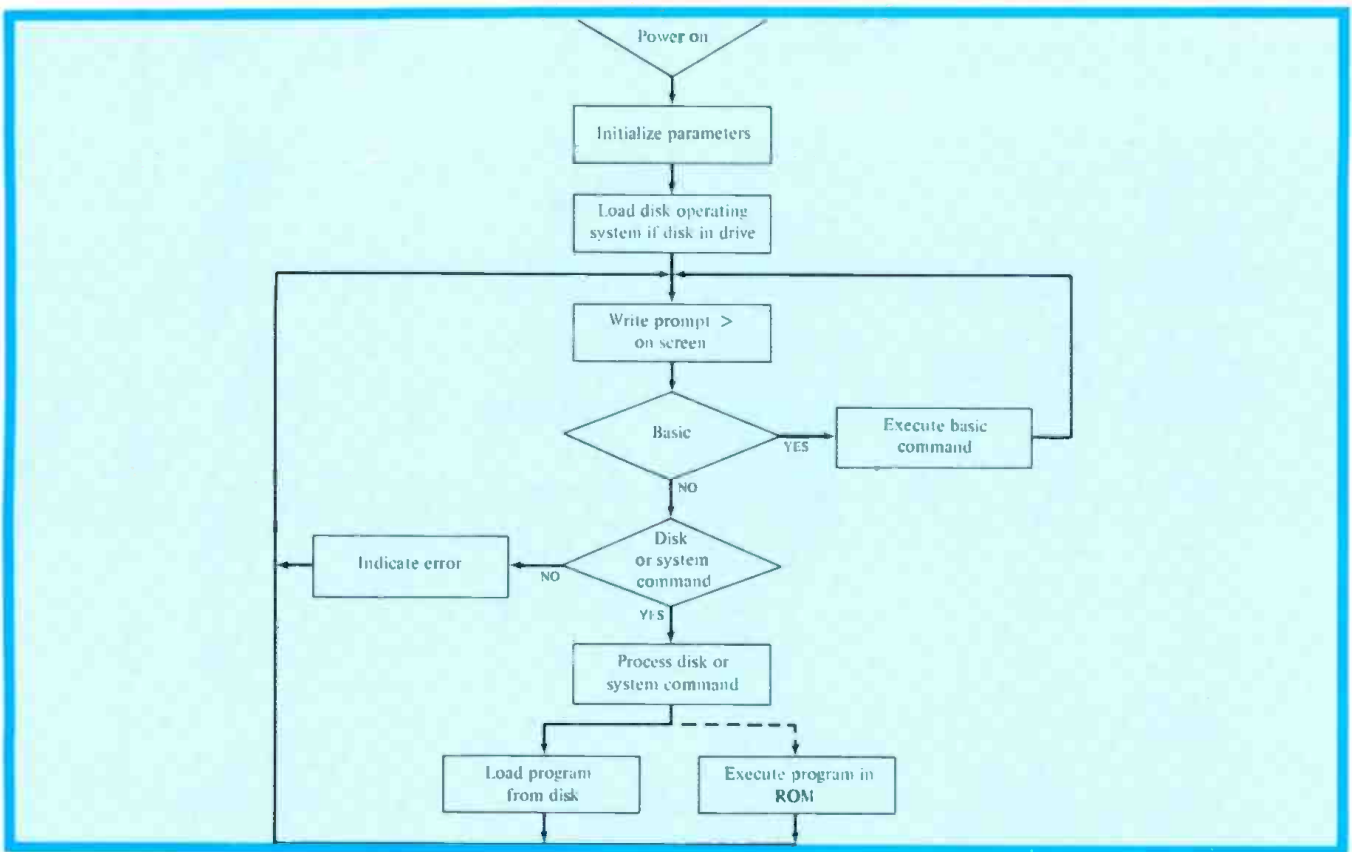 Power on
Initialize parameters
Load disk operating
system if disk in drive
Write prompt >
on screen
Basic
YES
Execute basic
command
NO
Disk
or system
command
NO
Indicate error
YES
Process disk or
system command
Load program
from disk
Execute program in
ROM